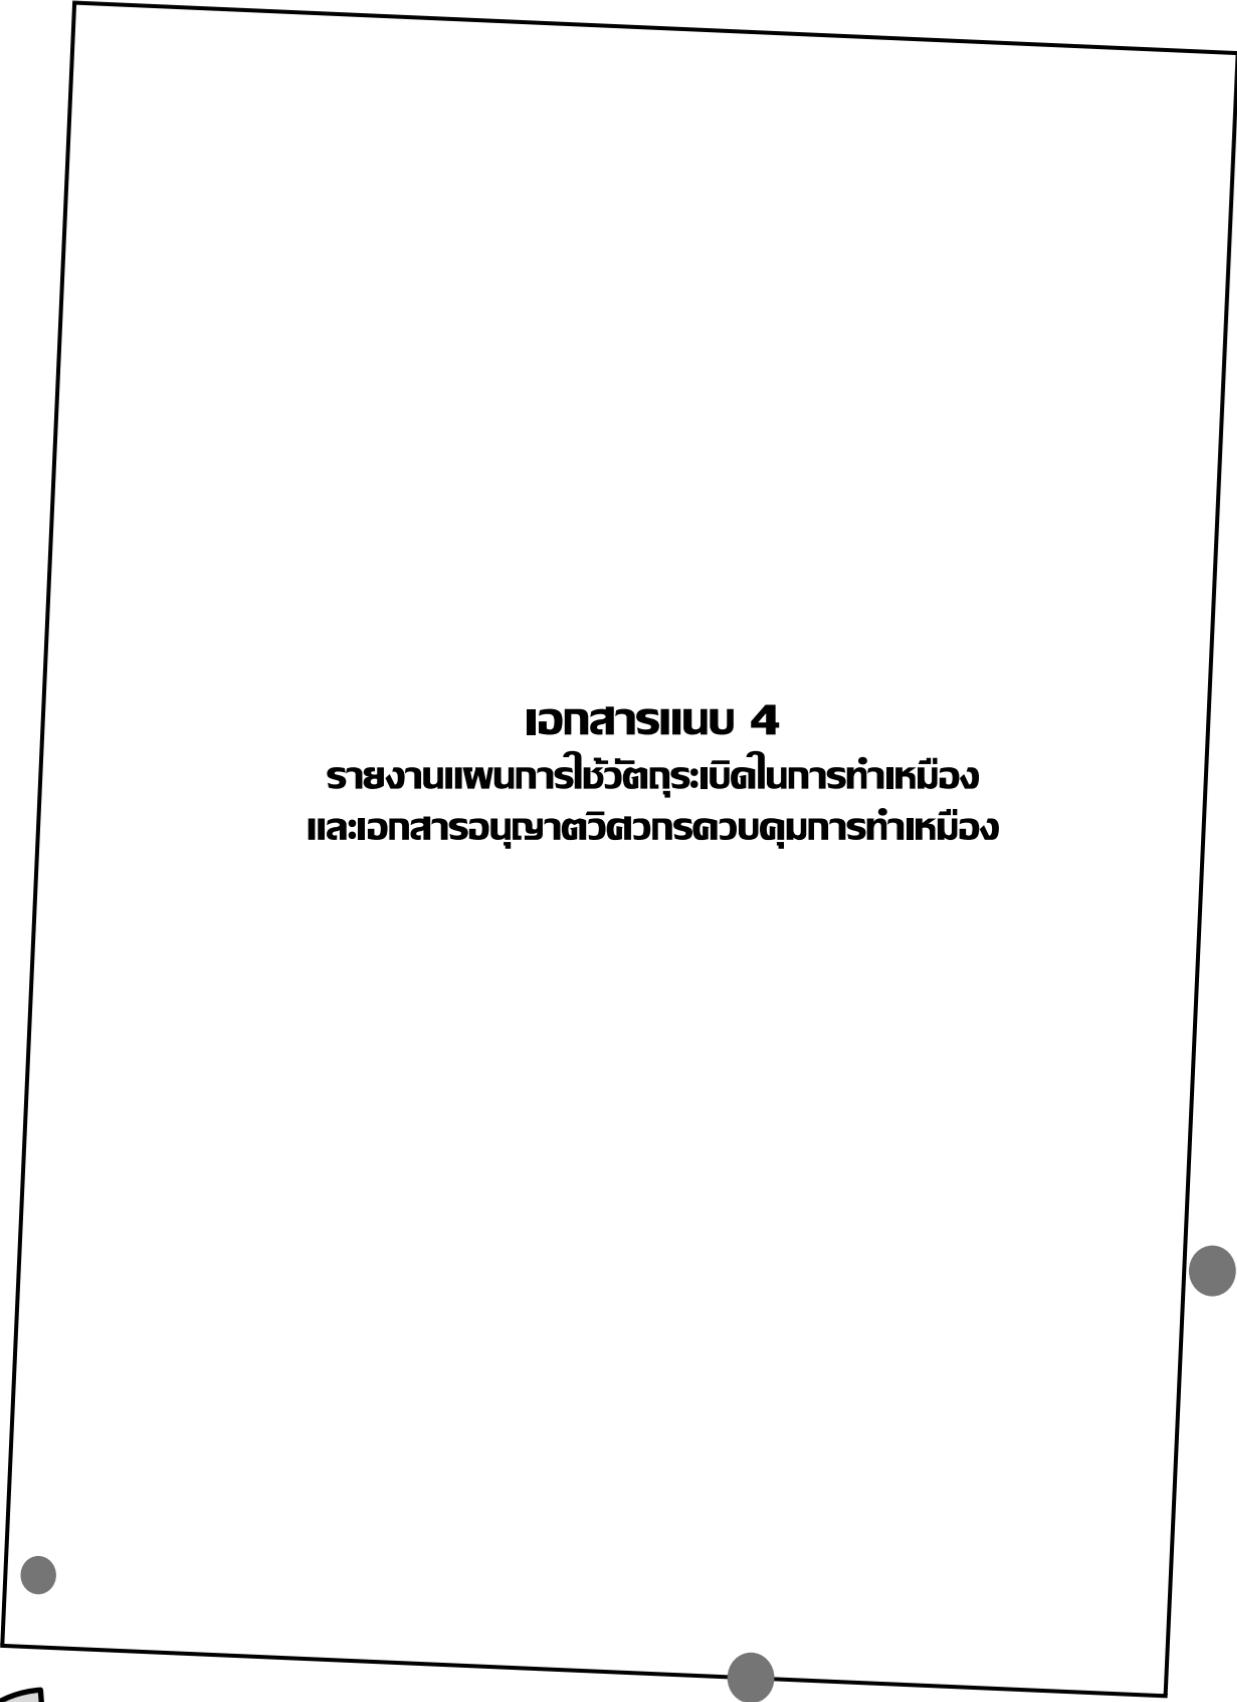 เอกสารแนบ 4
รายงานแผนการใช้วัตถุระเบิดในการทำเหมือง
และเอกสารอนุญาตวิศวกรควบคุมการทำเหมือง